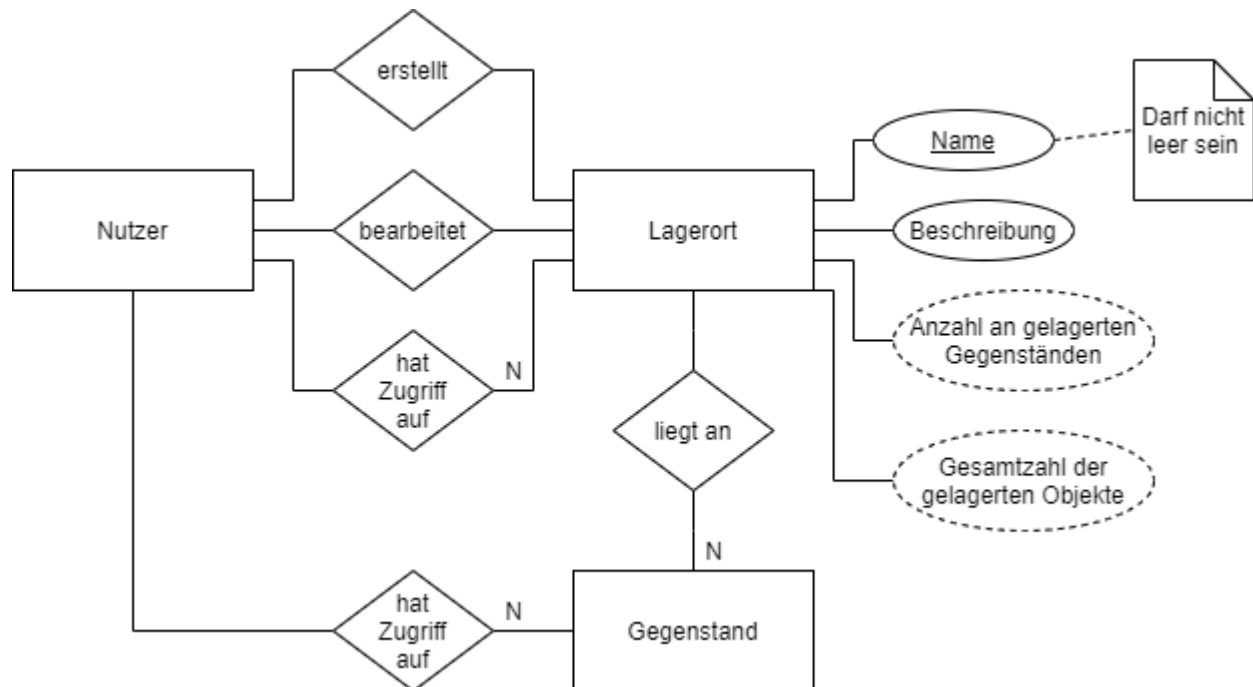 erstellt
Nutzer
bearbeitet
Lagerort
Name
Darf nicht
leer sein
Beschreibung
Anzahl an gelagerten
Gegenständen
hat
Zugriff
auf
N
liegt an
Gesamtzahl der
gelagerten Objekte
N
hat
Zugriff
auf
N
Gegenstand